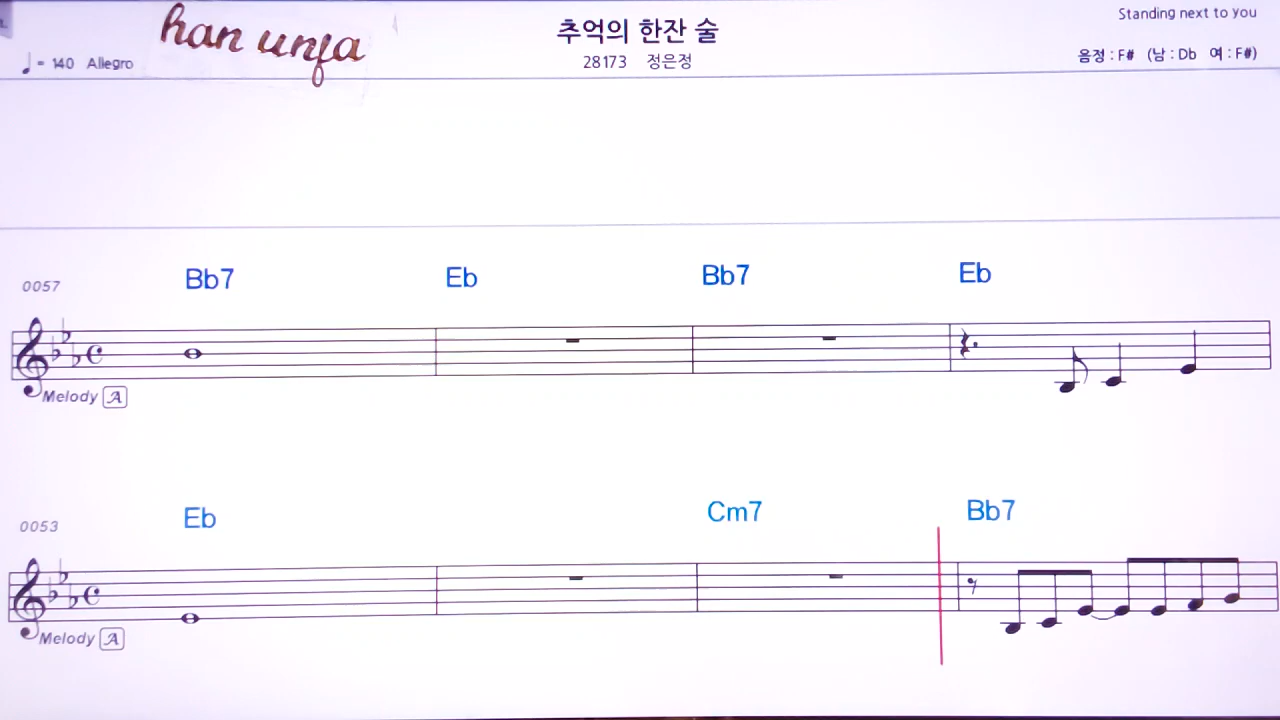 han unfa
추억의 한잔 술
Standing next to you
♩ = 140 Allegro
28173 정은정
음정 : F# (남 : Db 여 : F#)
0057 Bb7 Eb Bb7 Eb
Melody A
0053 Eb Cm7 Bb7
Melody A